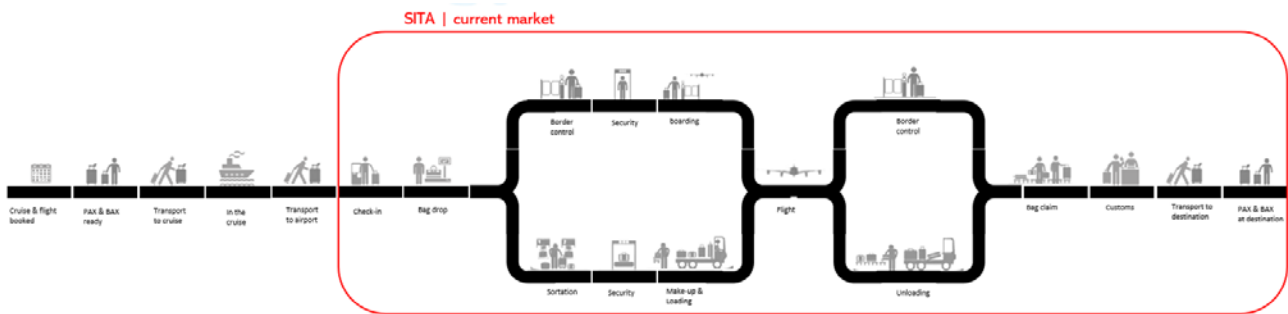 SITA | current market
Border
control
Security
boarding
Border
control
Cruise & flight
booked
PAX & BAX
ready
Transport
to cruise
In the
cruise
Transport
to airport
Check-in
Bag drop
Flight
Bag claim
Customs
Transport to
destination
PAX & BAX
at destination
Sortation
Security
Make-up &
Loading
Unloading